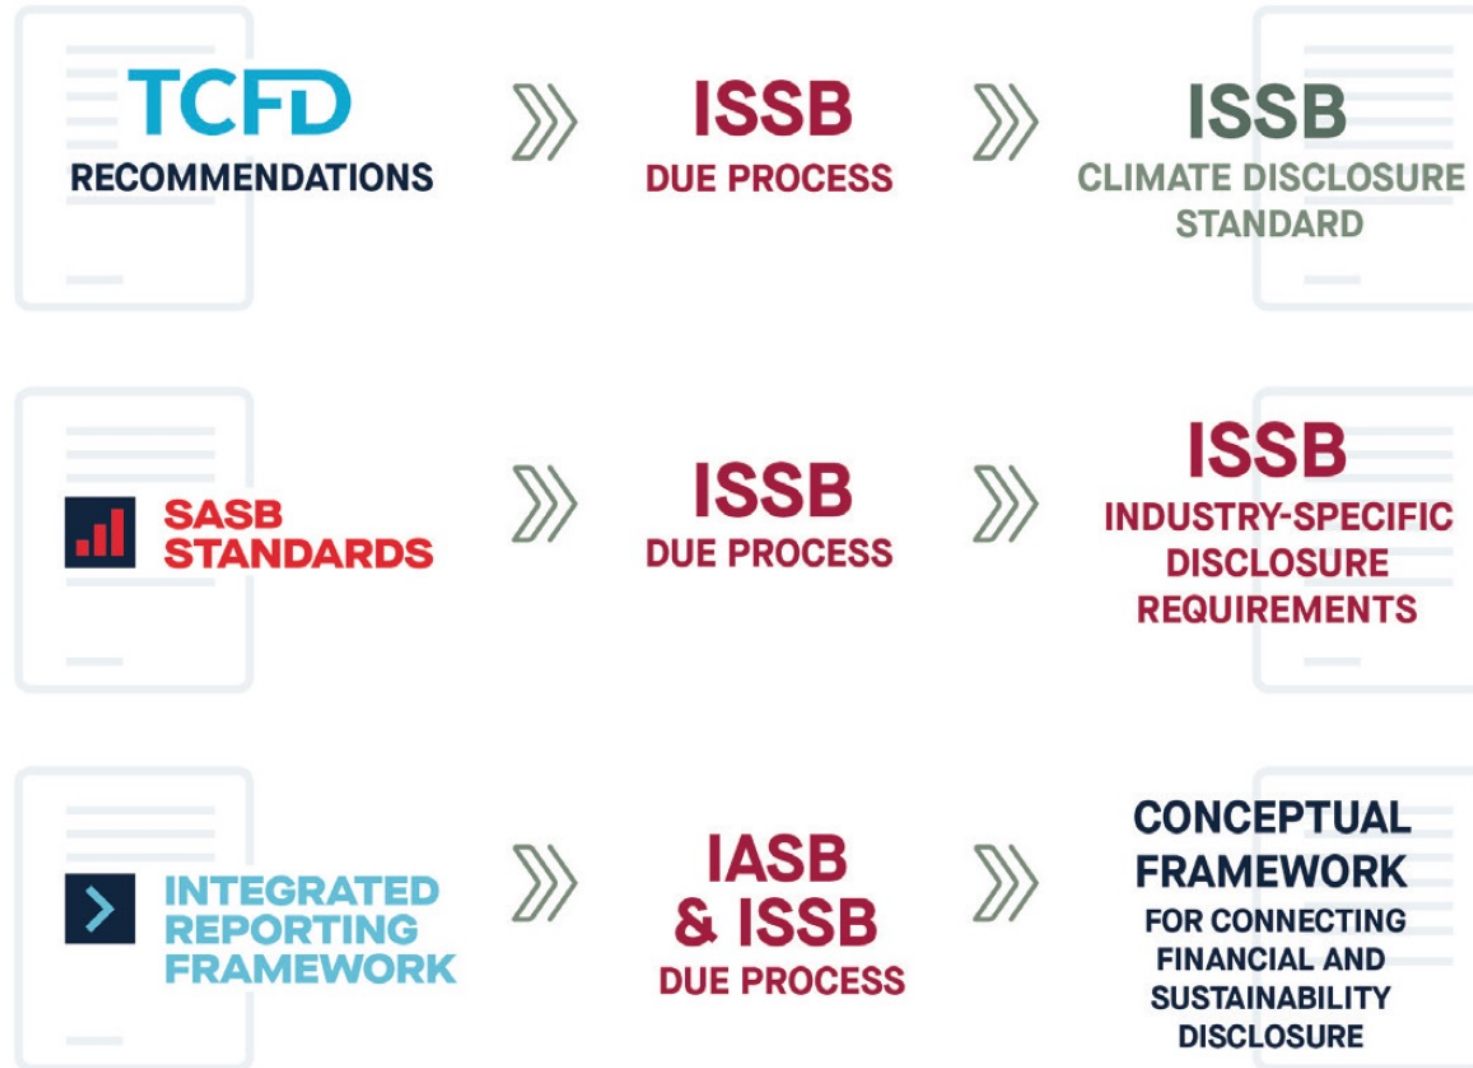 TCFD
RECOMMENDATIONS
ISSB
DUE PROCESS
ISSB
CLIMATE DISCLOSURE
STANDARD
SASB
STANDARDS
ISSB
DUE PROCESS
ISSB
INDUSTRY-SPECIFIC
DISCLOSURE
REQUIREMENTS
INTEGRATED
REPORTING
FRAMEWORK
IASB
& ISSB
DUE PROCESS
CONCEPTUAL
FRAMEWORK
FOR CONNECTING
FINANCIAL AND
SUSTAINABILITY
DISCLOSURE